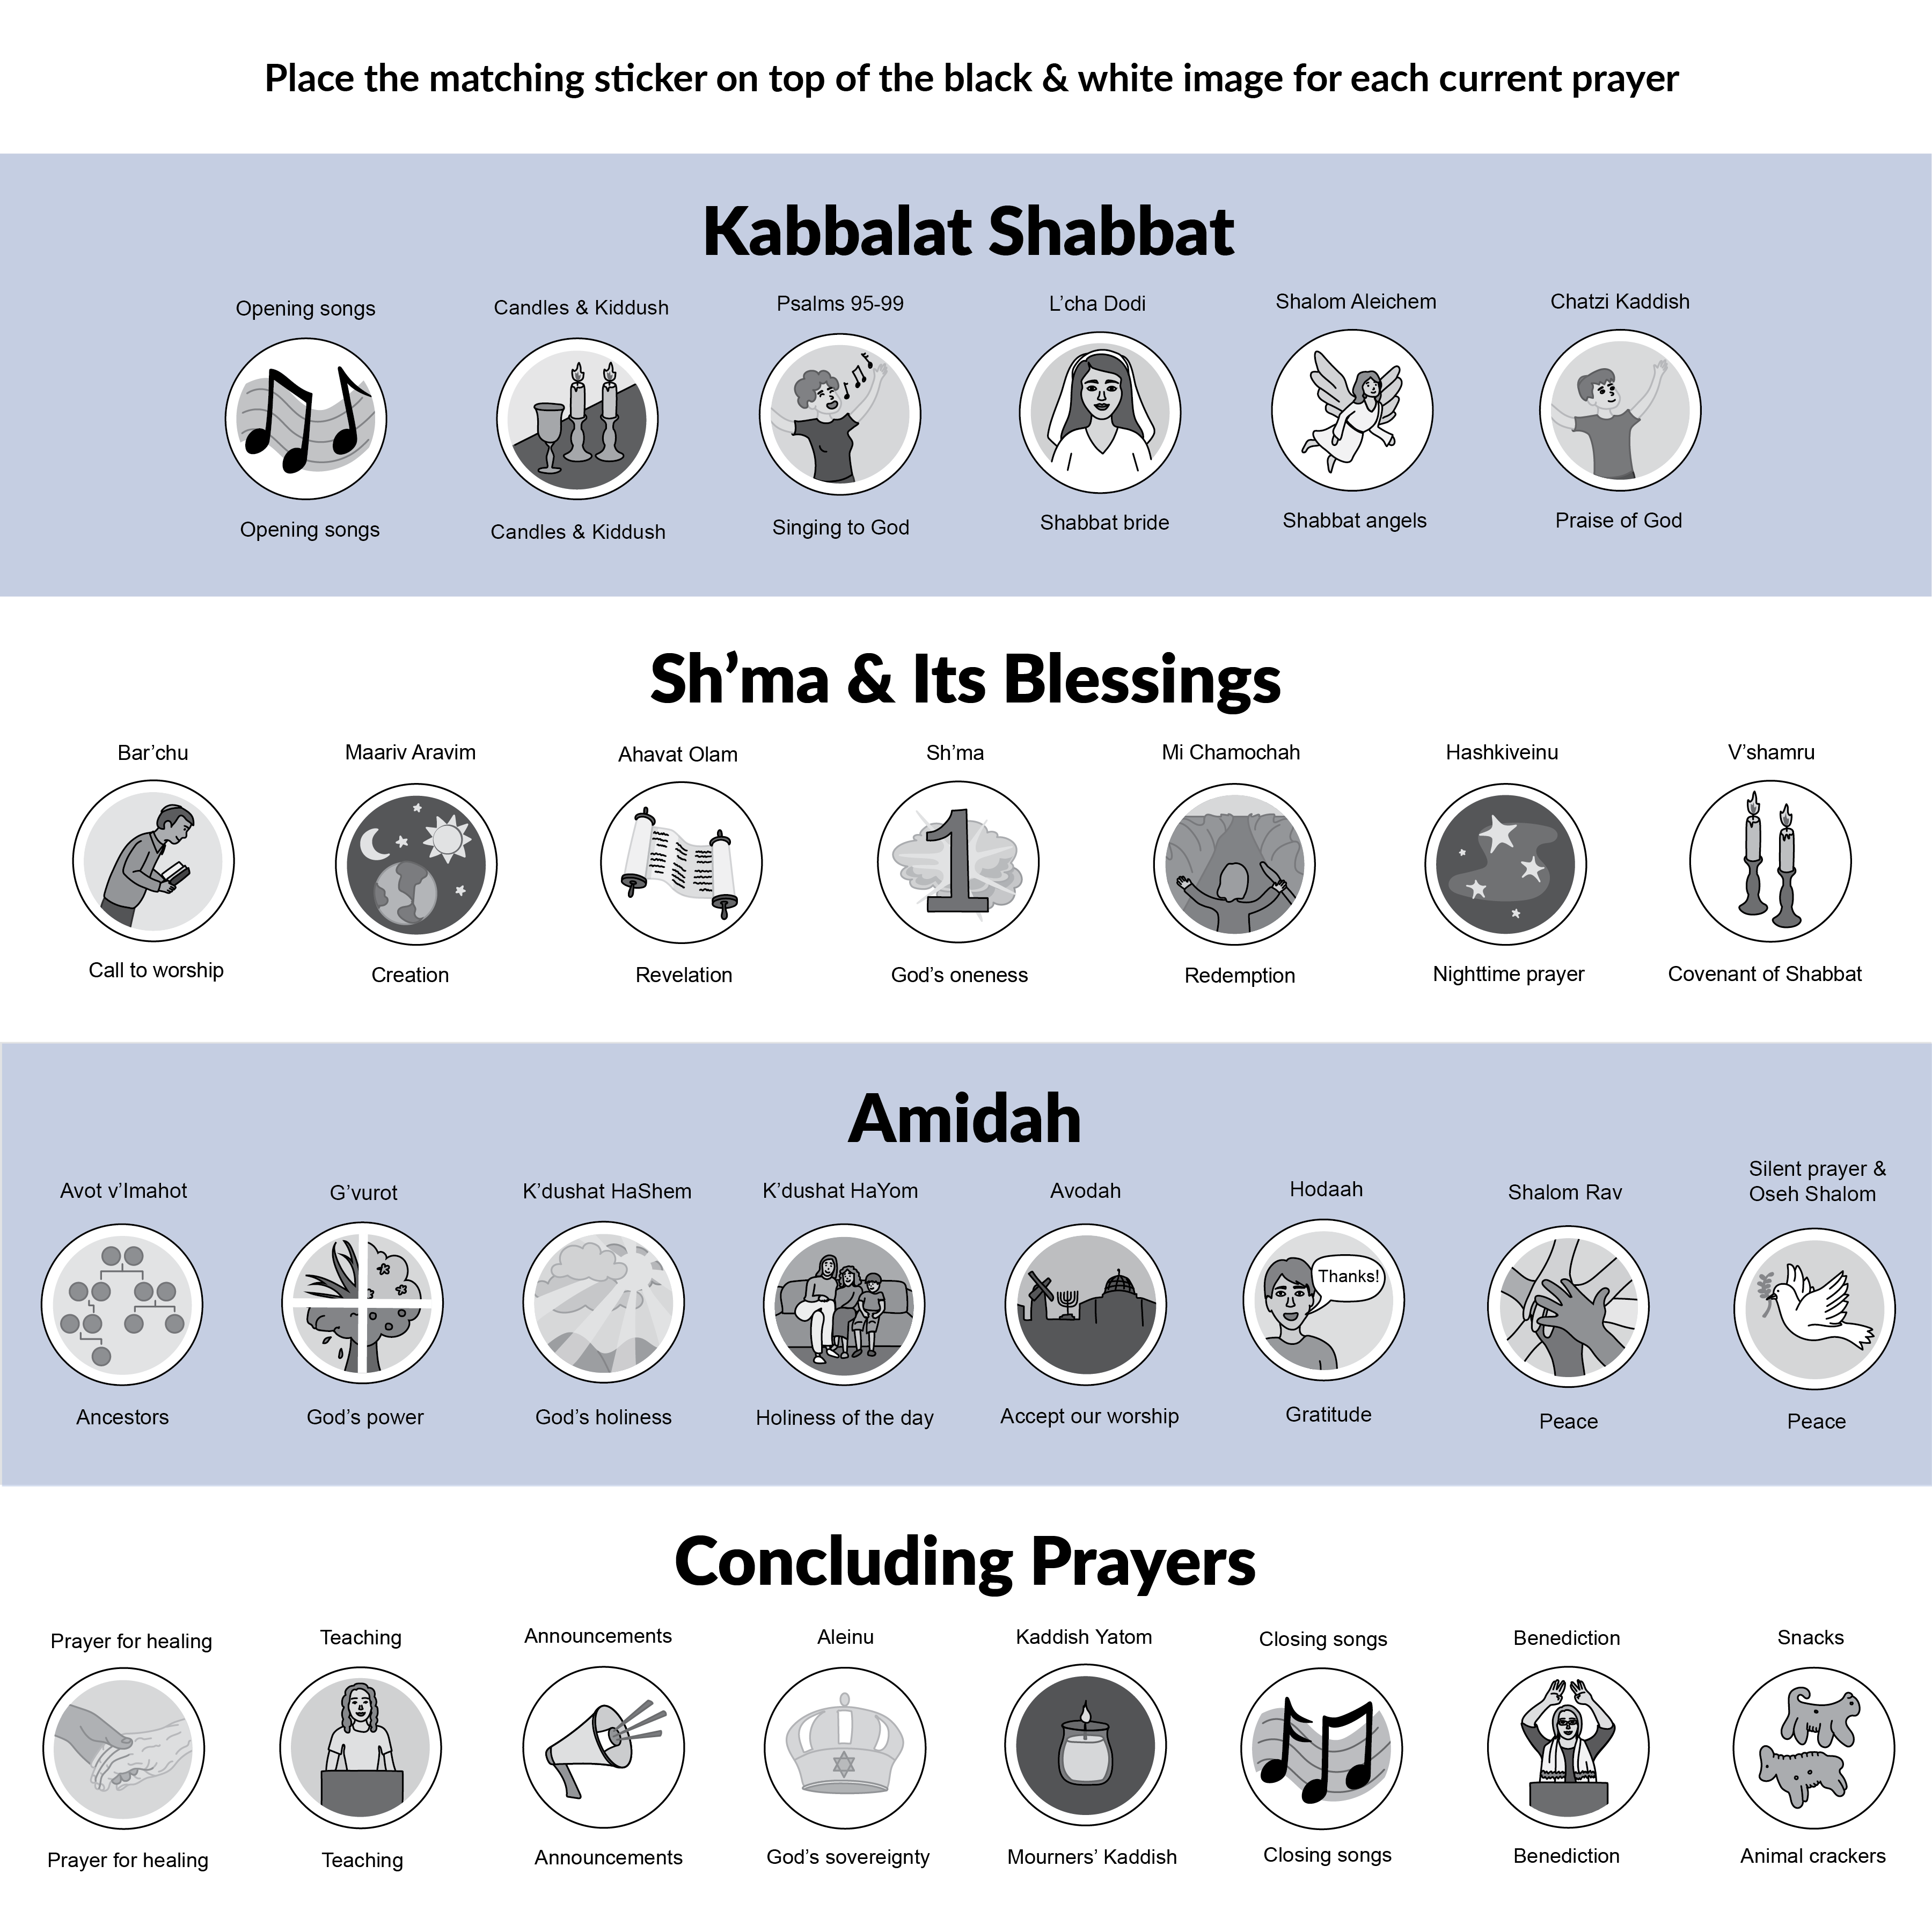 Place the matching sticker on top of the black & white image for each current prayer
Kabbalat Shabbat
Opening songs
Candles & Kiddush
Psalms 95-99
L’cha Dodi
Shalom Aleichem
Chatzi Kaddish
Opening songs
Candles & Kiddush
Singing to God
Shabbat bride
Shabbat angels
Praise of God
Sh’ma & Its Blessings
Bar’chu
Maariv Aravim
Ahavat Olam
Sh’ma
Mi Chamochah
Hashkiveinu
V’shamru
1
Call to worship
Creation
Revelation
God’s oneness
Redemption
Nighttime prayer
Covenant of Shabbat
Amidah
Avot v’Imahot
G’vurot
K’dushat HaShem
K’dushat HaYom
Avodah
Hodaah
Shalom Rav
Silent prayer &
Oseh Shalom
Thanks!
Ancestors
God’s power
God’s holiness
Holiness of the day
Accept our worship
Gratitude
Peace
Peace
Concluding Prayers
Prayer for healing
Teaching
Announcements
Aleinu
Kaddish Yatom
Closing songs
Benediction
Snacks
Prayer for healing
Teaching
Announcements
God’s sovereignty
Mourners’ Kaddish
Closing songs
Benediction
Animal crackers